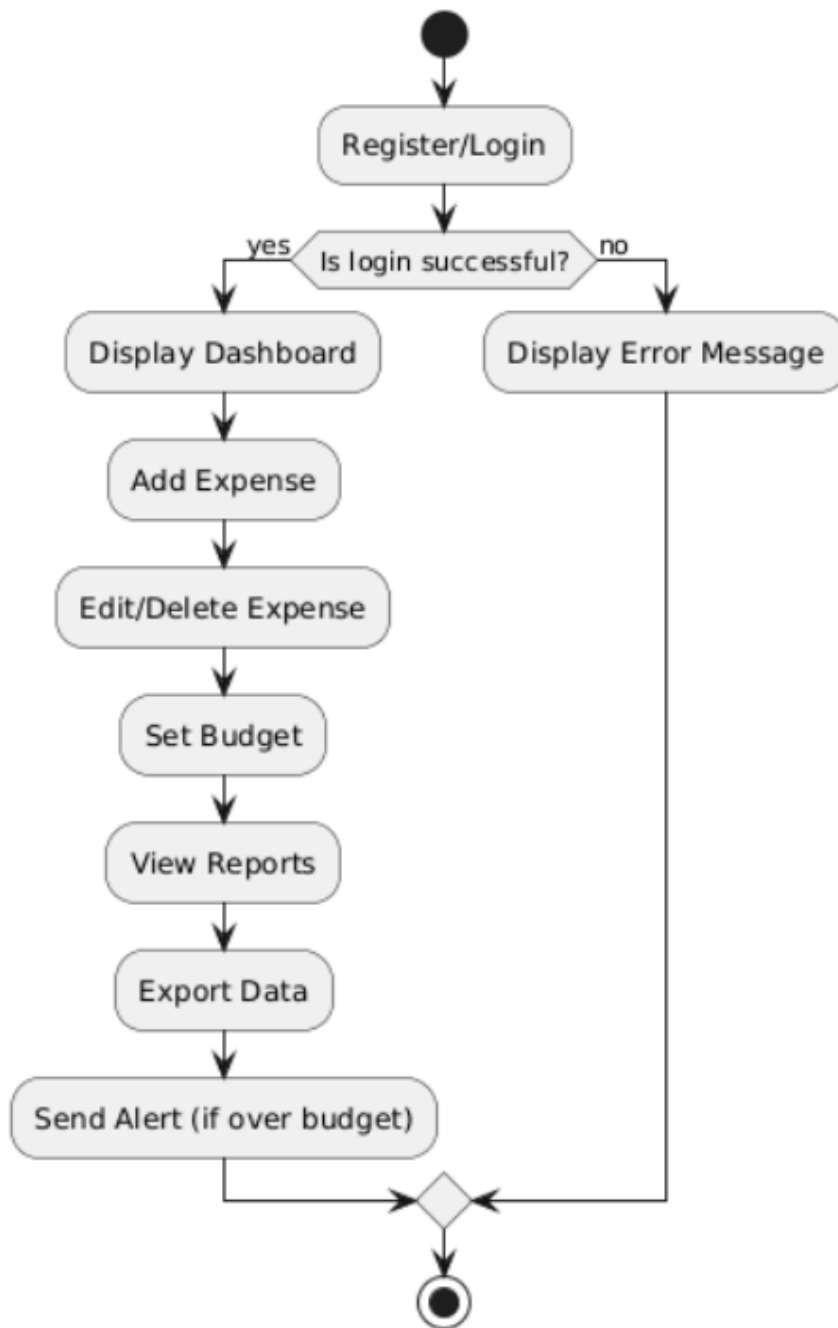 Register/Login
yes
Is login successful?
no
Display Dashboard
Display Error Message
Add Expense
Edit/Delete Expense
Set Budget
View Reports
Export Data
Send Alert (if over budget)